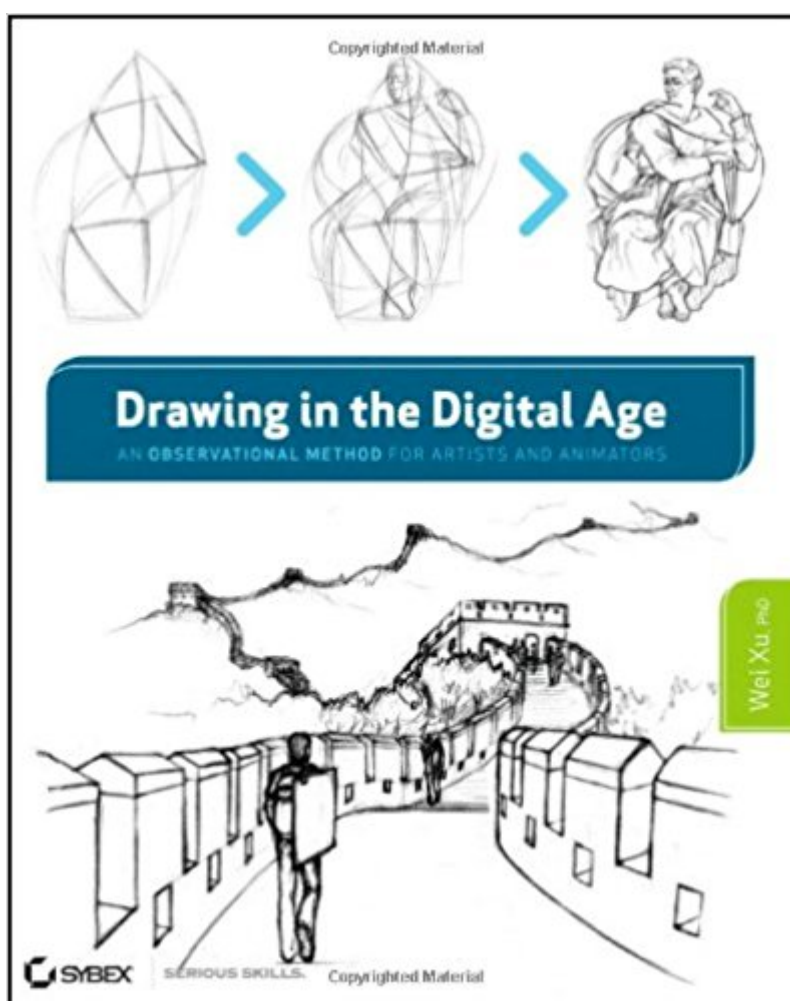 Copyrighted Material
Drawing in the Digital Age
AN OBSERVATIONAL METHOD FOR ARTISTS AND ANIMATORS
Wei Xu, PhD
SYBEX
SERIOUS SKILLS.
Copyrighted Material